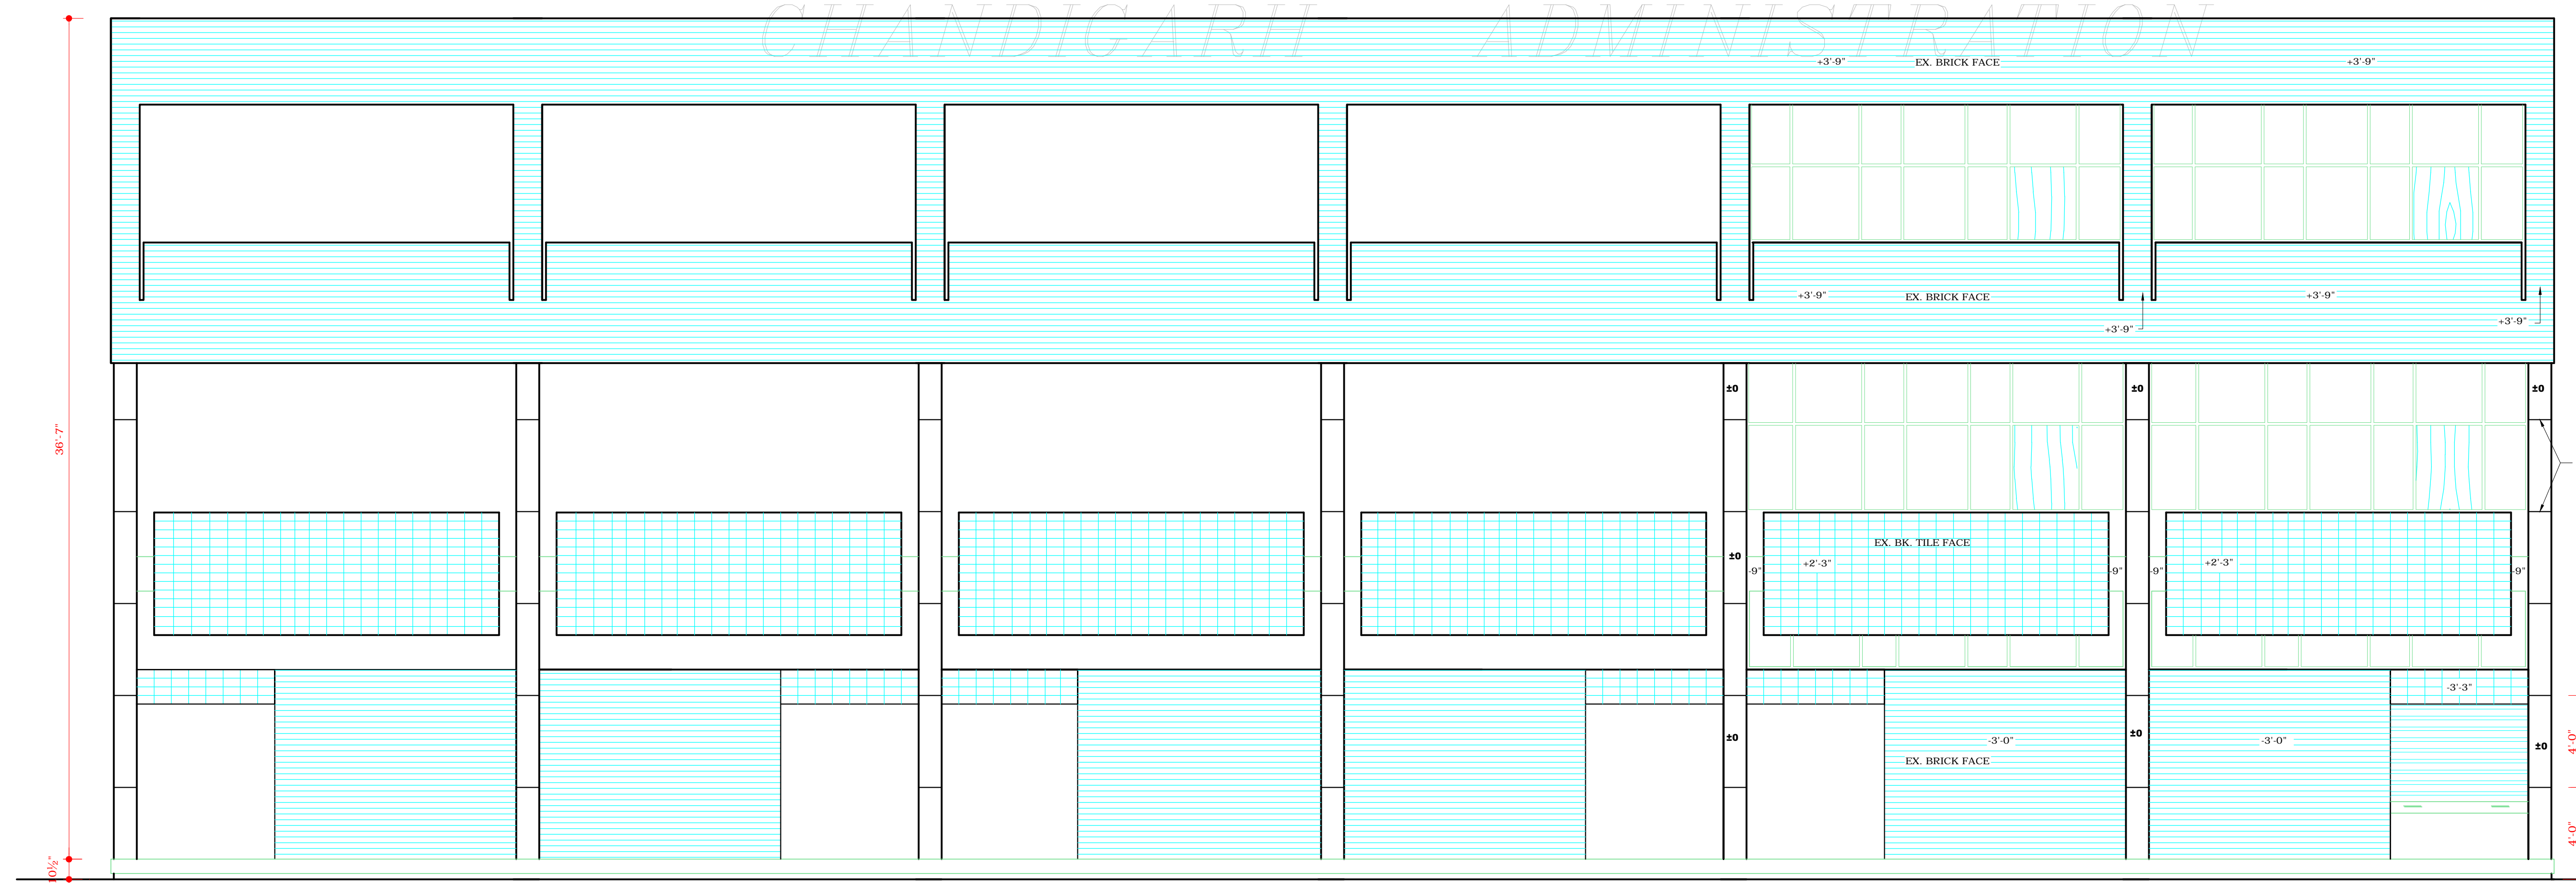 CHANDIGARH ADMINISTRATION
+3'-9" EX. BRICK FACE +3'-9"
+3'-9" EX. BRICK FACE +3'-9"
+3'-9" +3'-9"
±0 ±0 ±0
36'-7"
EX. BK. TILE FACE
±0 +2'-3" +2'-3"
-9" -9" -9" -9"
-3'-3"
±0 -3'-0" ±0 -3'-0" ±0 4'-0"
EX. BRICK FACE
4'-0"
10½"